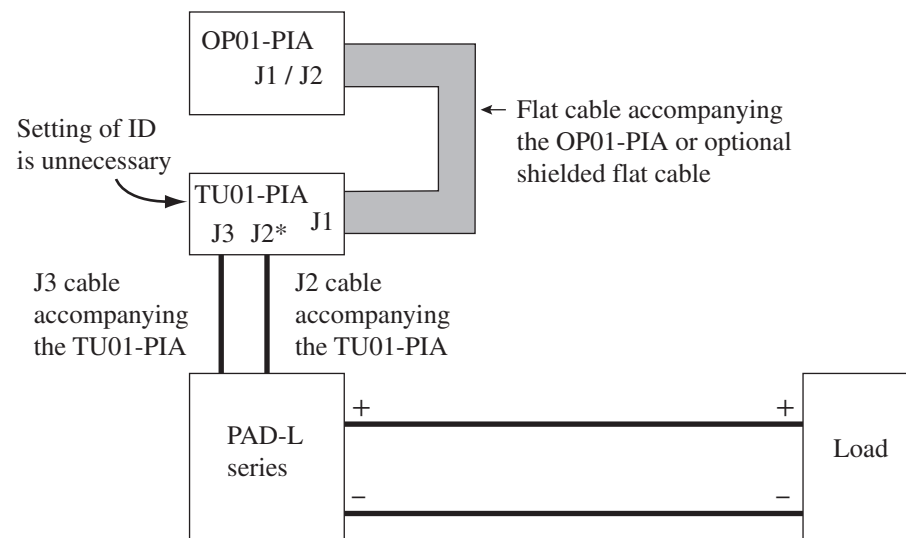 OP01-PIA
J1 / J2
Flat cable accompanying
the OP01-PIA or optional
shielded flat cable
Setting of ID
is unnecessary
TU01-PIA
J1
J3 J2*
J3 cable
accompanying
the TU01-PIA
J2 cable
accompanying
the TU01-PIA
PAD-L
series
+
+
Load
−
−